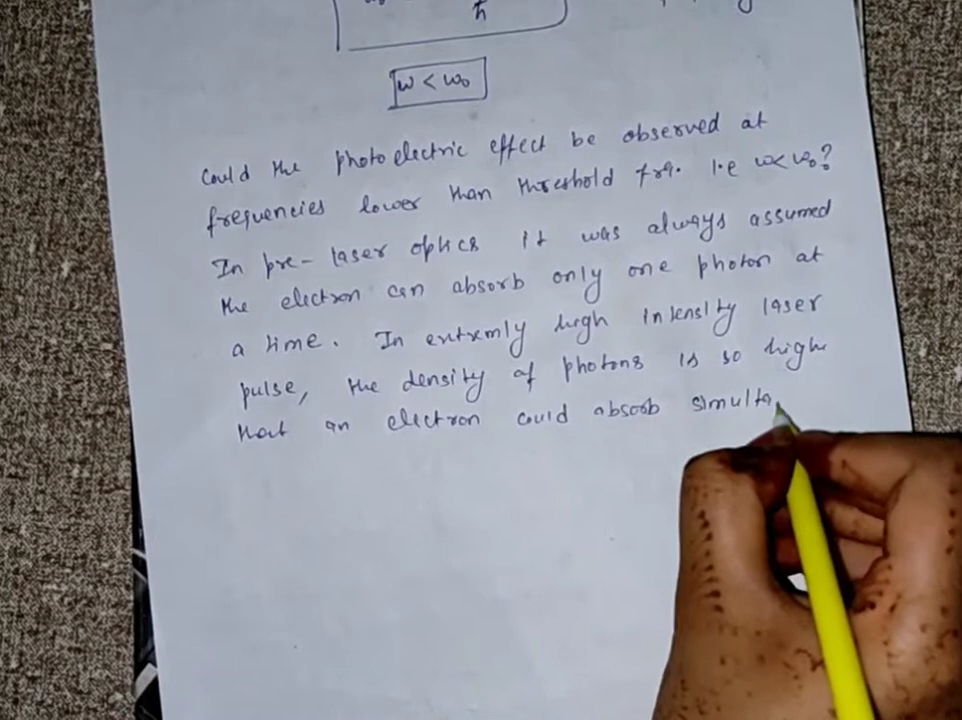 ħ
ω < ω₀
Could the photoelectric effect be observed at
frequencies lower than threshold frq. i.e ω<ω₀?
In pre-laser optics it was always assumed
the electron can absorb only one photon at
a time. In extremly high intensity laser
pulse, the density of photons is so high
that an electron could absorb simulta